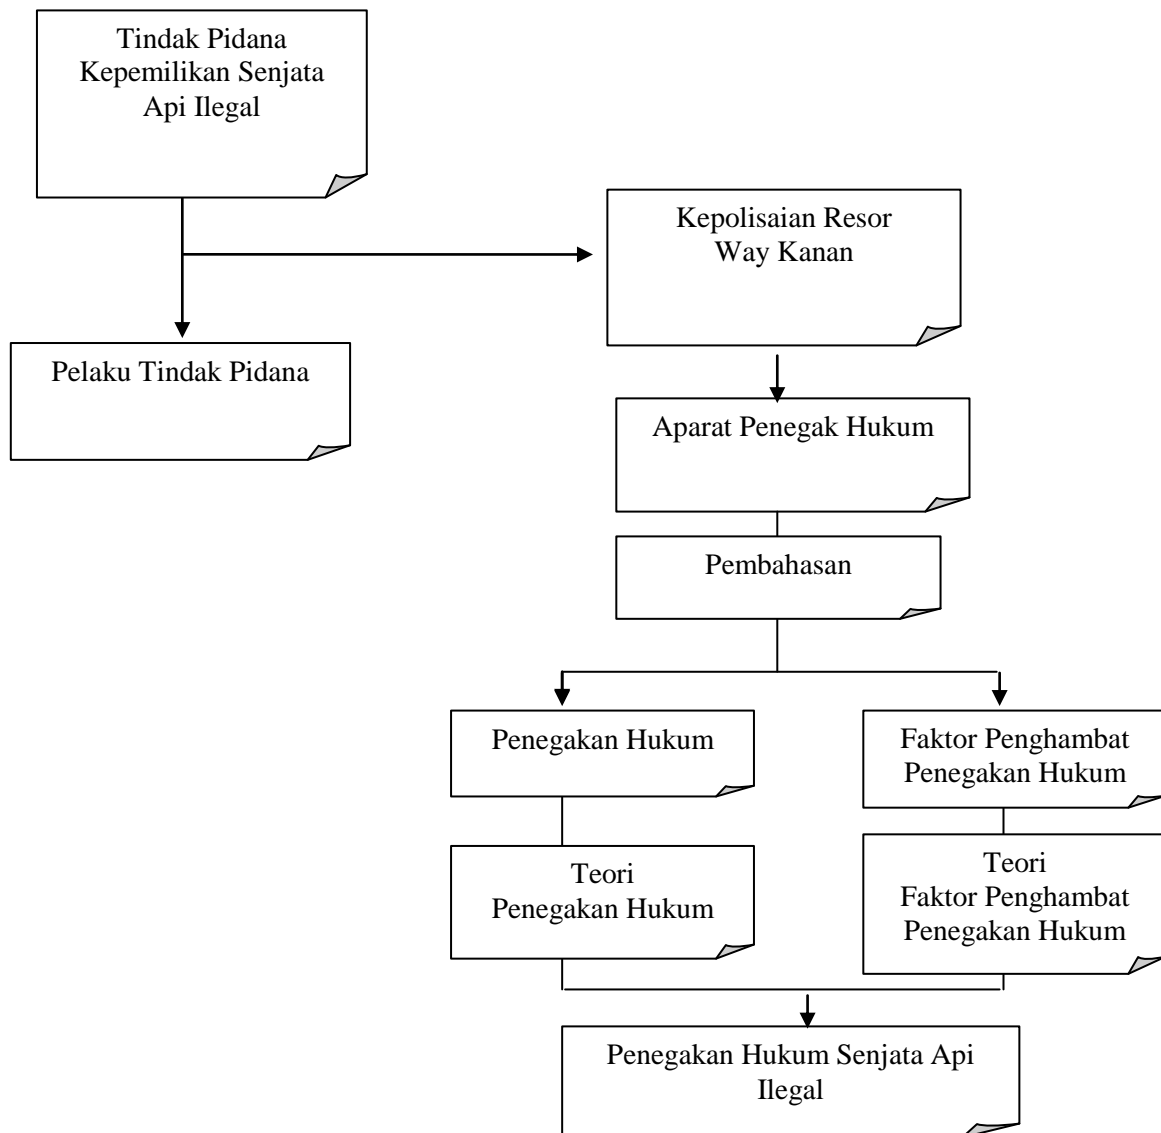 Tindak Pidana
Kepemilikan Senjata
Api Ilegal
Kepolisaian Resor
Way Kanan
Pelaku Tindak Pidana
Aparat Penegak Hukum
Pembahasan
Penegakan Hukum
Faktor Penghambat
Penegakan Hukum
Teori
Penegakan Hukum
Teori
Faktor Penghambat
Penegakan Hukum
Penegakan Hukum Senjata Api
Ilegal